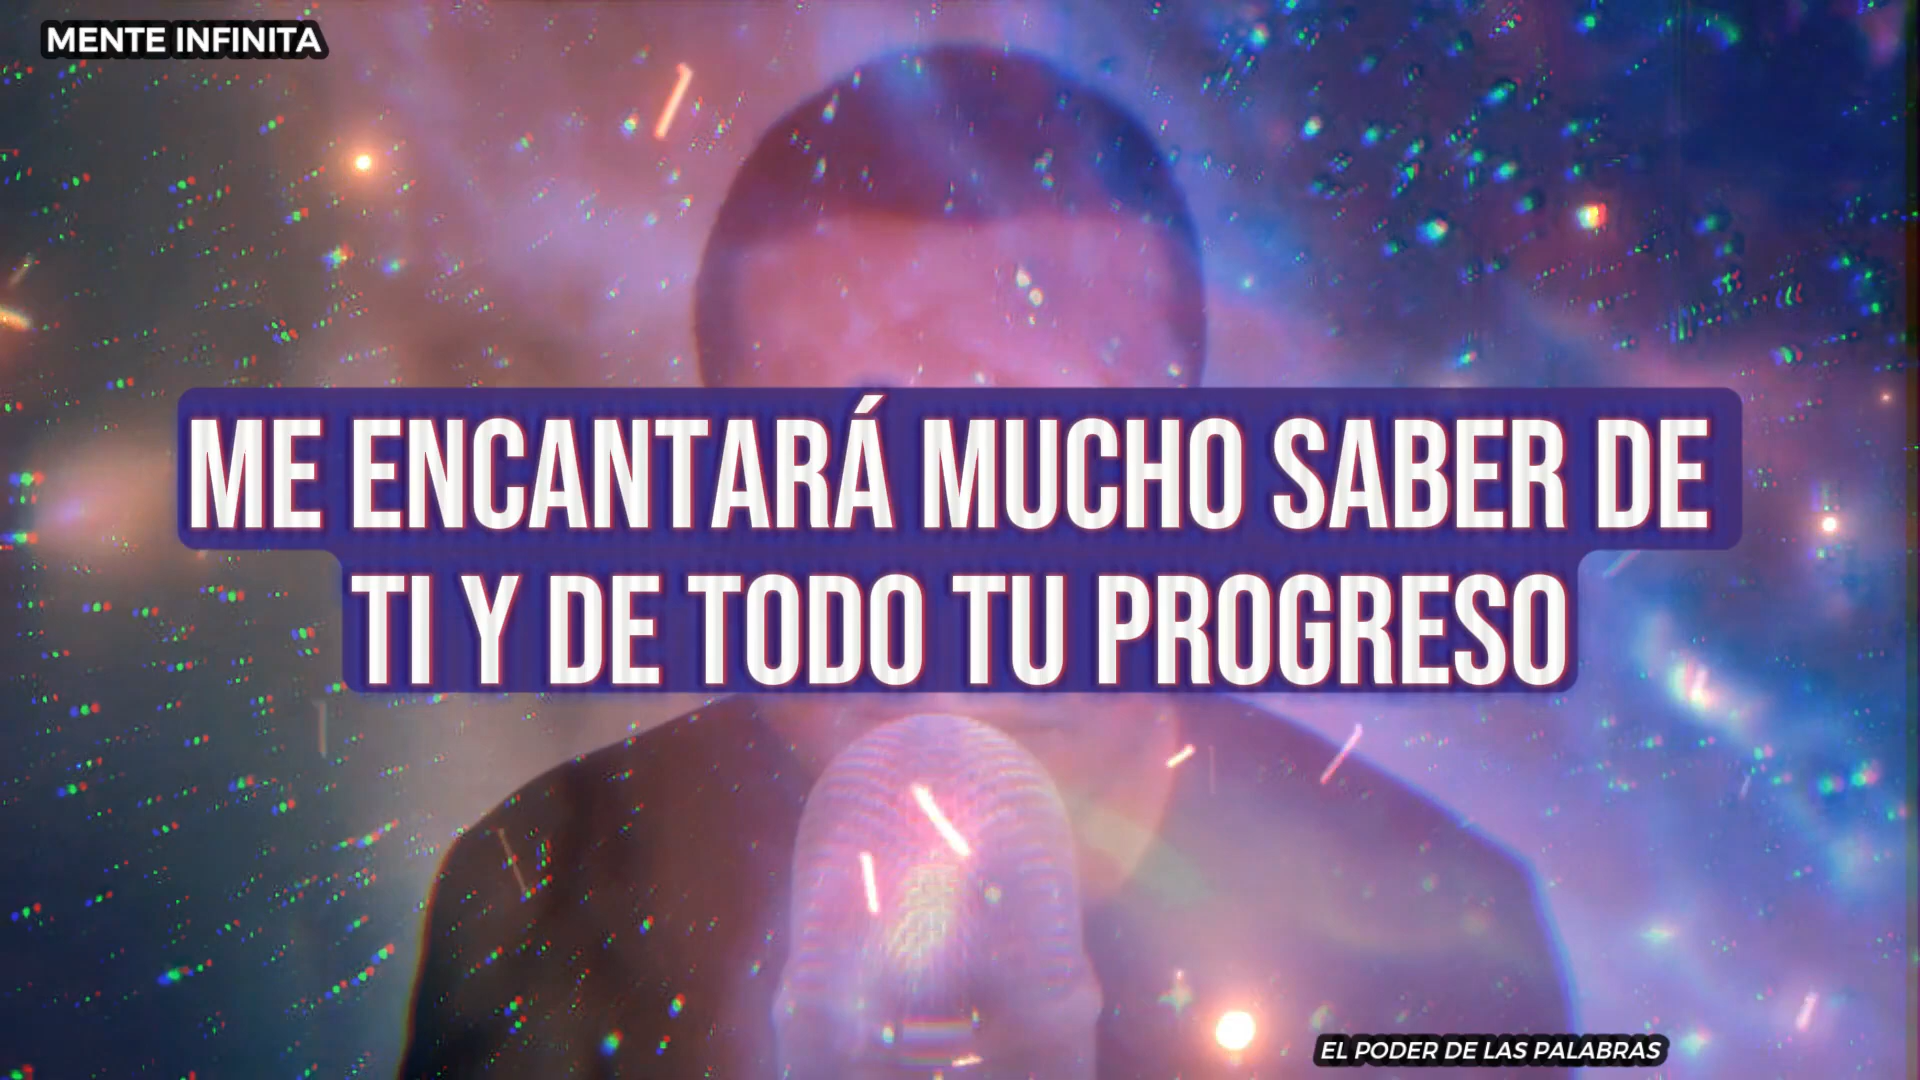 MENTE INFINITA
ME ENCANTARÁ MUCHO SABER DE
TI Y DE TODO TU PROGRESO
EL PODER DE LAS PALABRAS